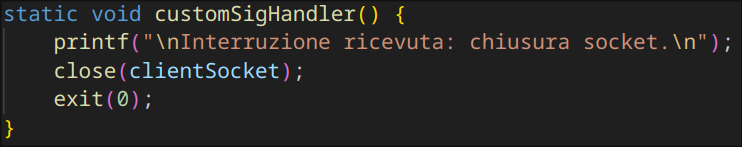 static void customSigHandler() {
    printf("\nInterruzione ricevuta: chiusura socket.\n");
    close(clientSocket);
    exit(0);
}